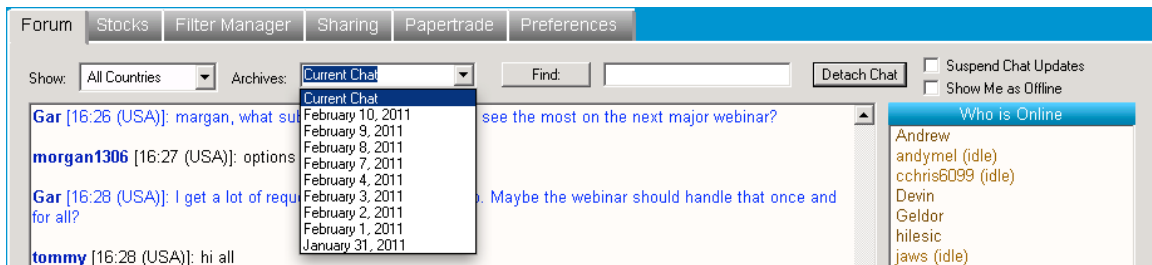 Forum Stocks Filter Manager Sharing Papertrade Preferences
Show: All Countries Archives: Current Chat Find: Detach Chat
Suspend Chat Updates
Show Me as Offline
Current Chat
February 10, 2011
February 9, 2011
February 8, 2011
February 7, 2011
February 4, 2011
February 3, 2011
February 2, 2011
February 1, 2011
January 31, 2011
Gar [16:26 (USA)]: margan, what see the most on the next major webinar?
morgan1306 [16:27 (USA)]: options
Gar [16:28 (USA)]: I get a lot of Maybe the webinar should handle that once and
for all?
tommy [16:28 (USA)]: hi all
Who is Online
Andrew
andymel (idle)
cchris6099 (idle)
Devin
Geldor
hilesic
jaws (idle)